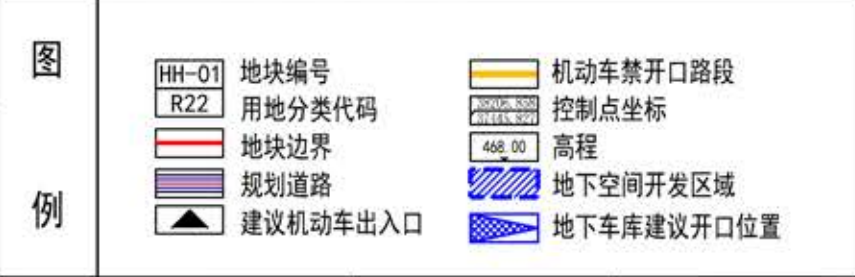 图例
HH-01 地块编号
R22 用地分类代码
地块边界
规划道路
建议机动车出入口
机动车禁开口路段
控制点坐标
468.00 高程
地下空间开发区域
地下车库建议开口位置